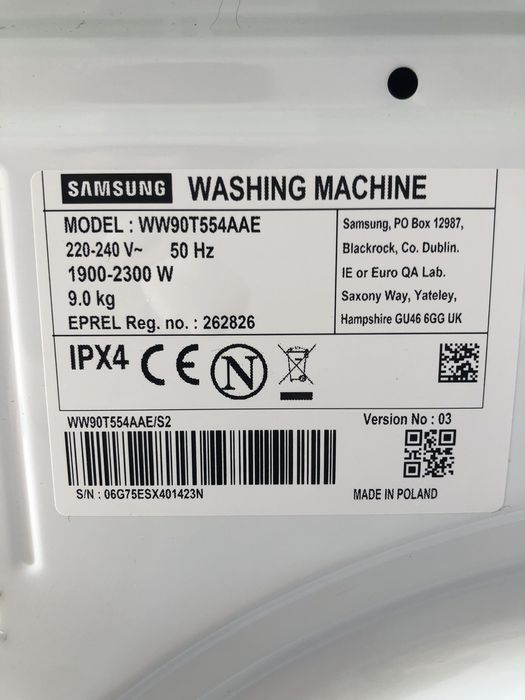 SAMSUNG WASHING MACHINE
MODEL : WW90T554AAE
220-240 V~ 50 Hz
1900-2300 W
9.0 kg
EPREL Reg. no. : 262826
Samsung, PO Box 12987,
Blackrock, Co. Dublin.
IE or Euro QA Lab.
Saxony Way, Yateley,
Hampshire GU46 6GG UK
IPX4 CE N
WW90T554AAE/S2
Version No : 03
S/N : 06G75ESX401423N
MADE IN POLAND